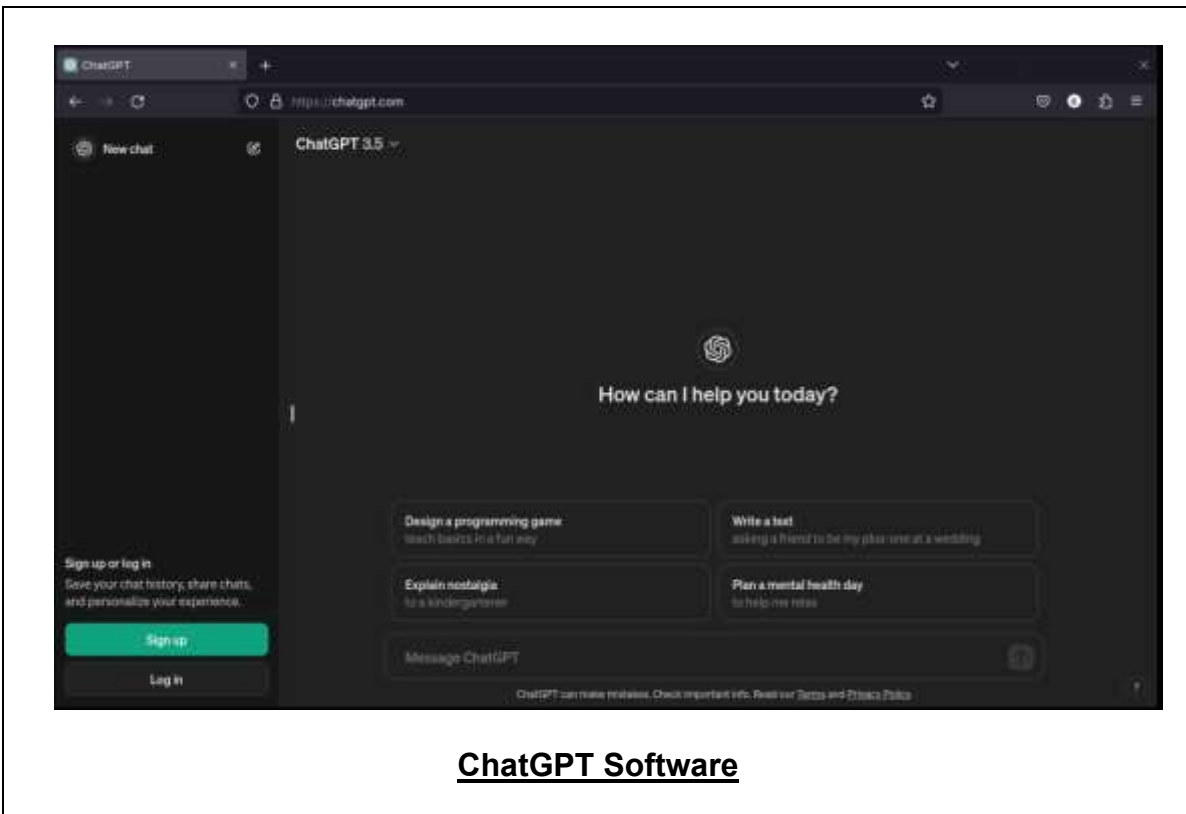 ChatGPT
https://chatgpt.com
New chat
ChatGPT 3.5
How can I help you today?
Design a programming game
teach basics in a fun way
Write a text
asking a friend to be my plus-one at a wedding
Explain nostalgia
to a kindergartener
Plan a mental health day
to help me relax
Sign up or log in
Save your chat history, share chats,
and personalize your experience.
Sign up
Log in
Message ChatGPT
ChatGPT can make mistakes. Check important info. Read our Terms and Privacy Policy.
ChatGPT Software